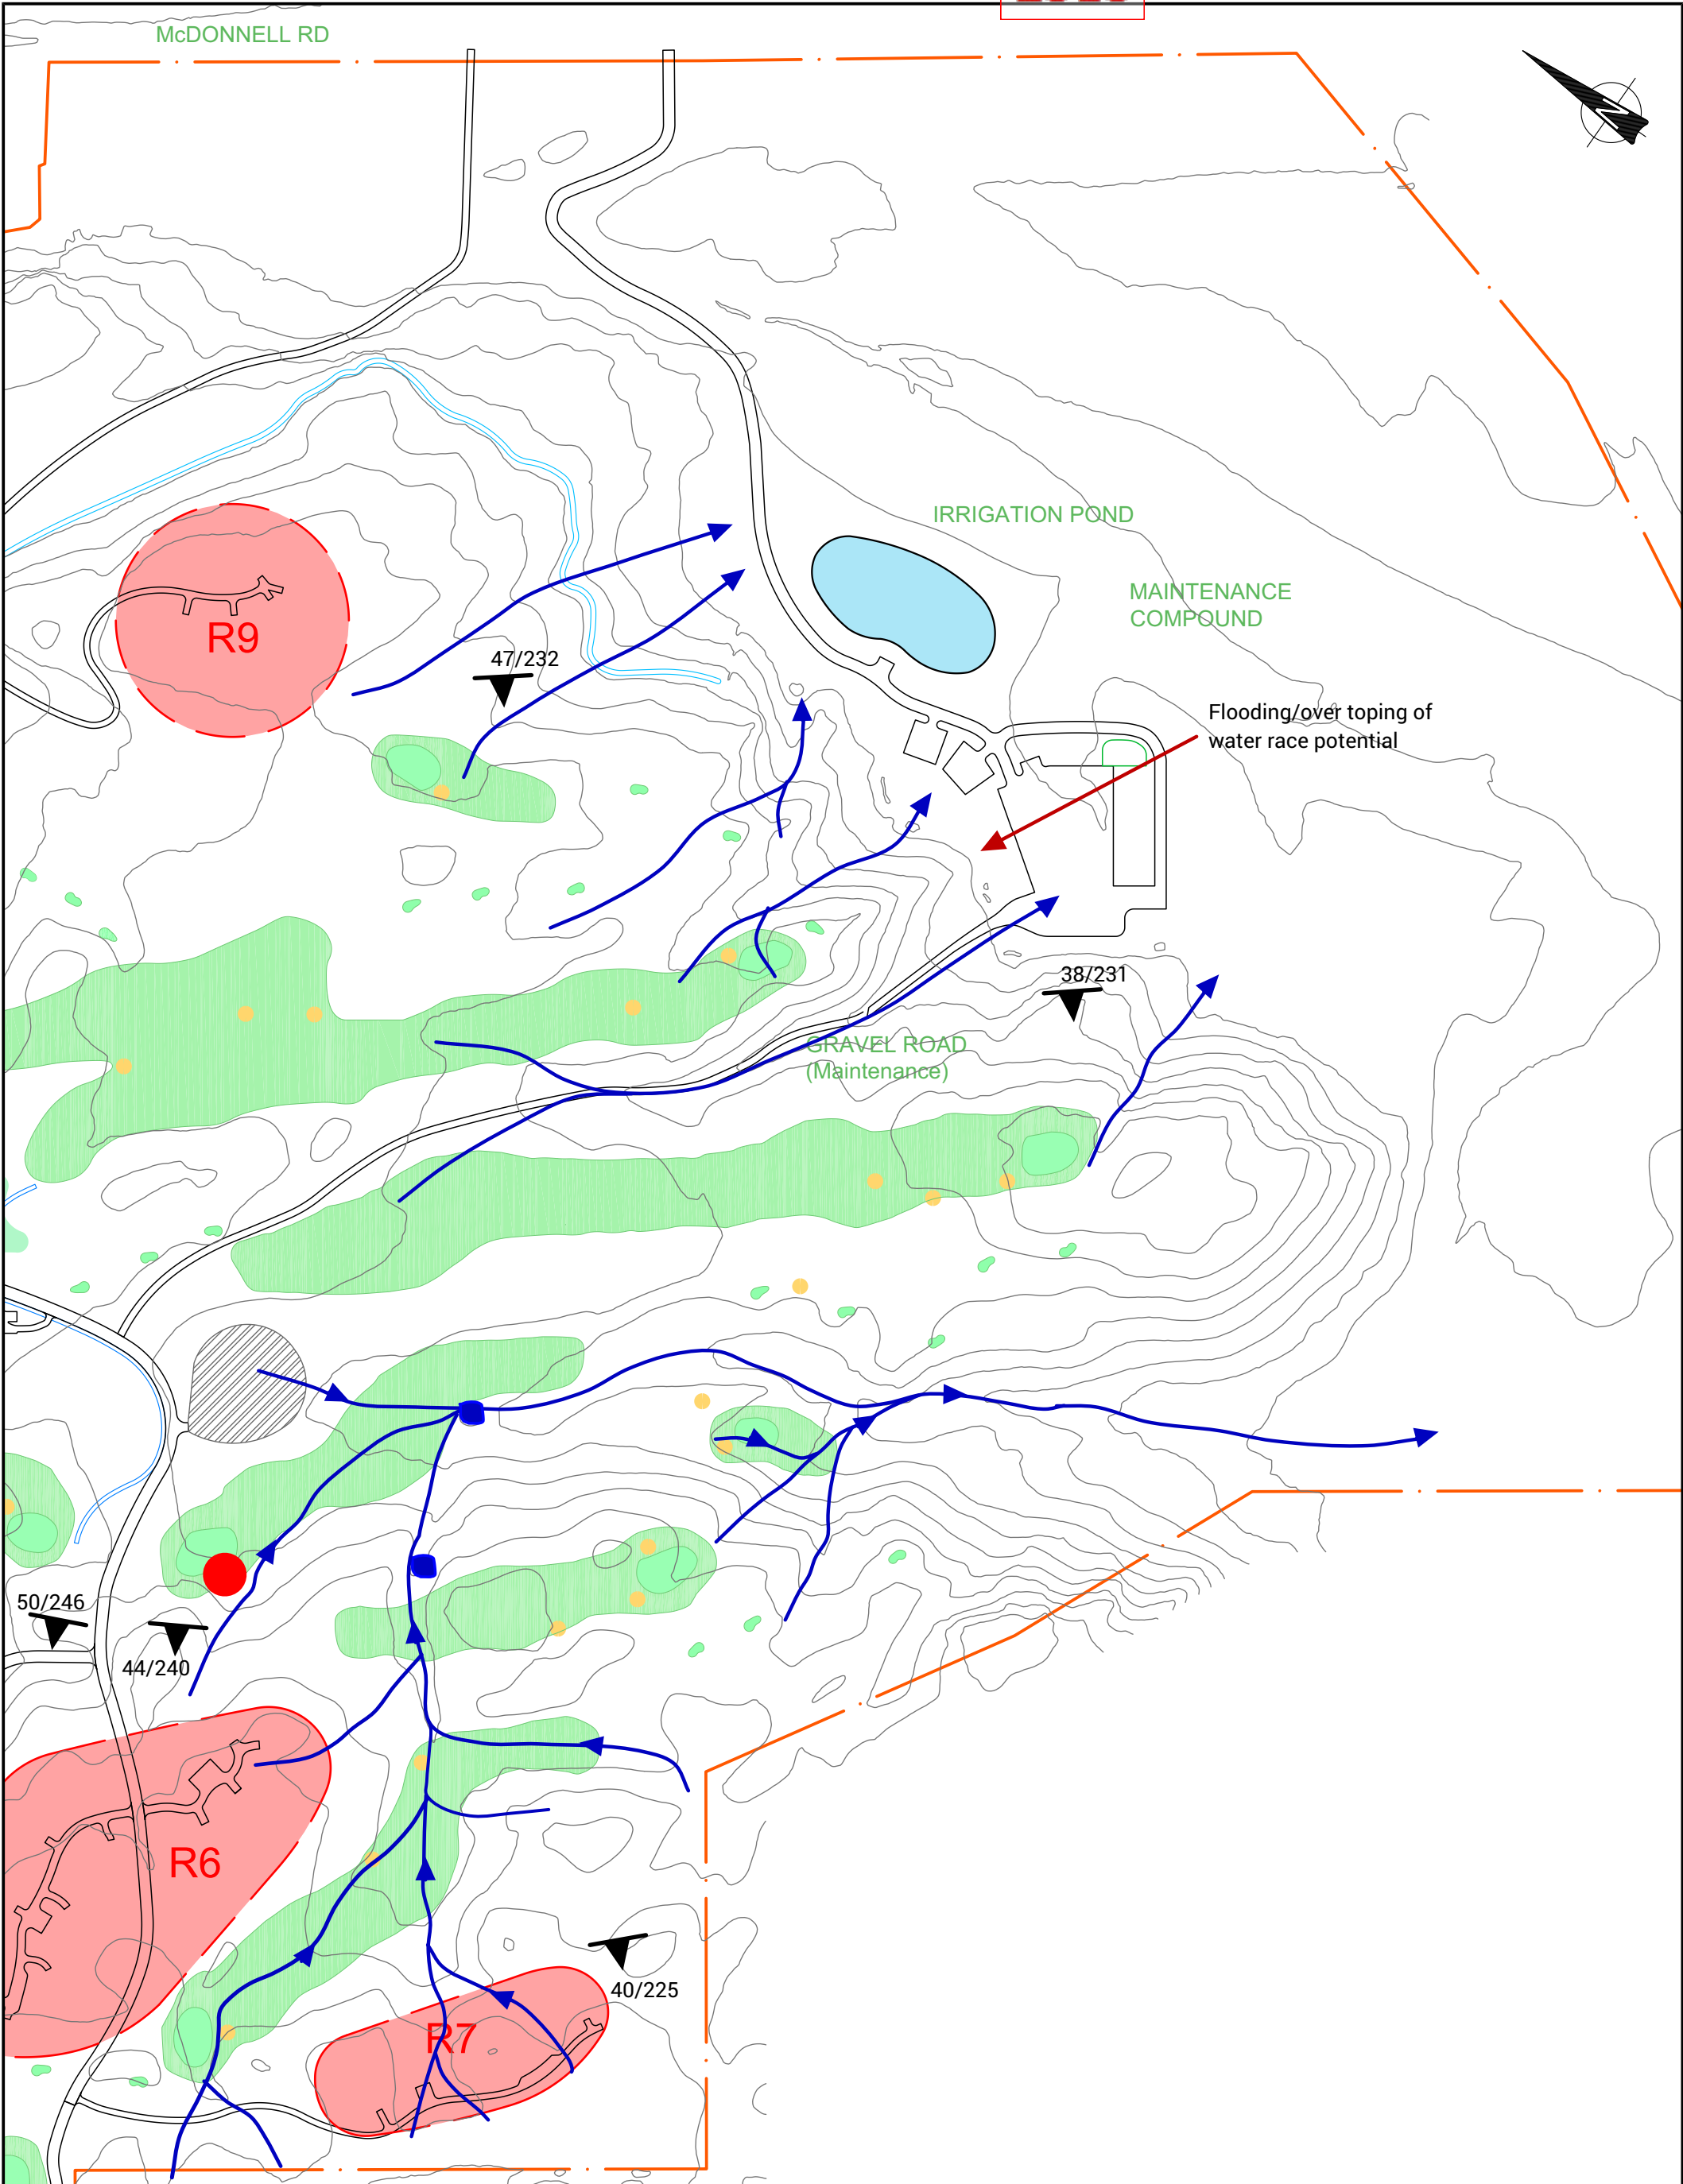 McDONNELL RD
IRRIGATION POND
MAINTENANCE
COMPOUND
R9
47/232
Flooding/over toping of
water race potential
38/231
GRAVEL ROAD
(Maintenance)
50/246
44/240
R6
40/225
R7